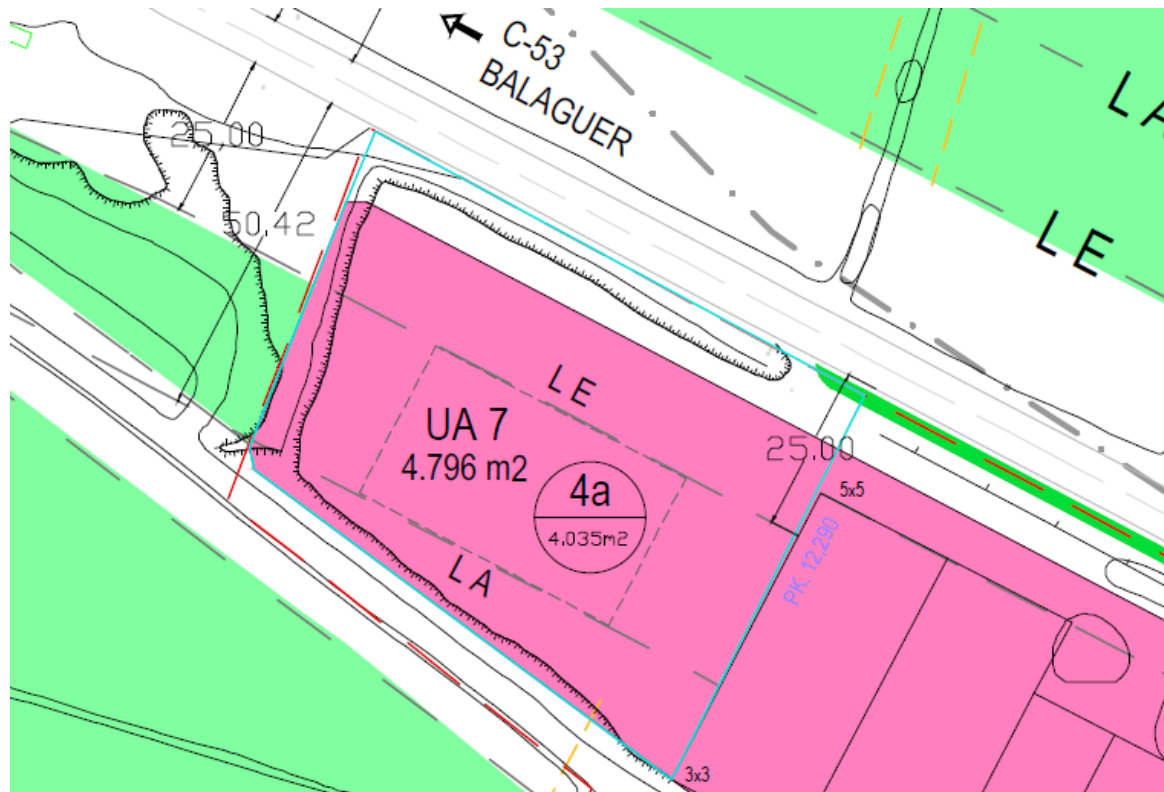 C-53
BALAGUER
LA
LE
25,00
50,42
LE
UA 7
4.796 m2
4a
4,035m2
LA
25,00
5x5
PK. 12,290
3x3